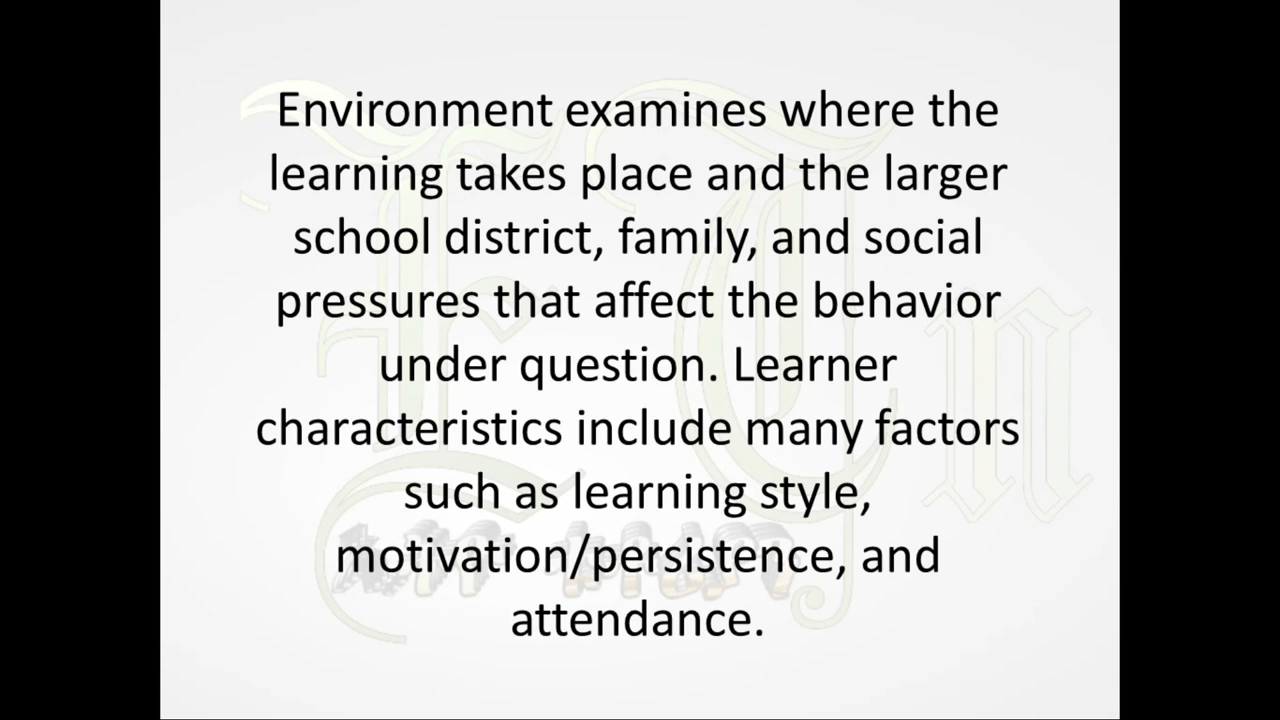 Environment examines where the
learning takes place and the larger
school district, family, and social
pressures that affect the behavior
under question. Learner
characteristics include many factors
such as learning style,
motivation/persistence, and
attendance.